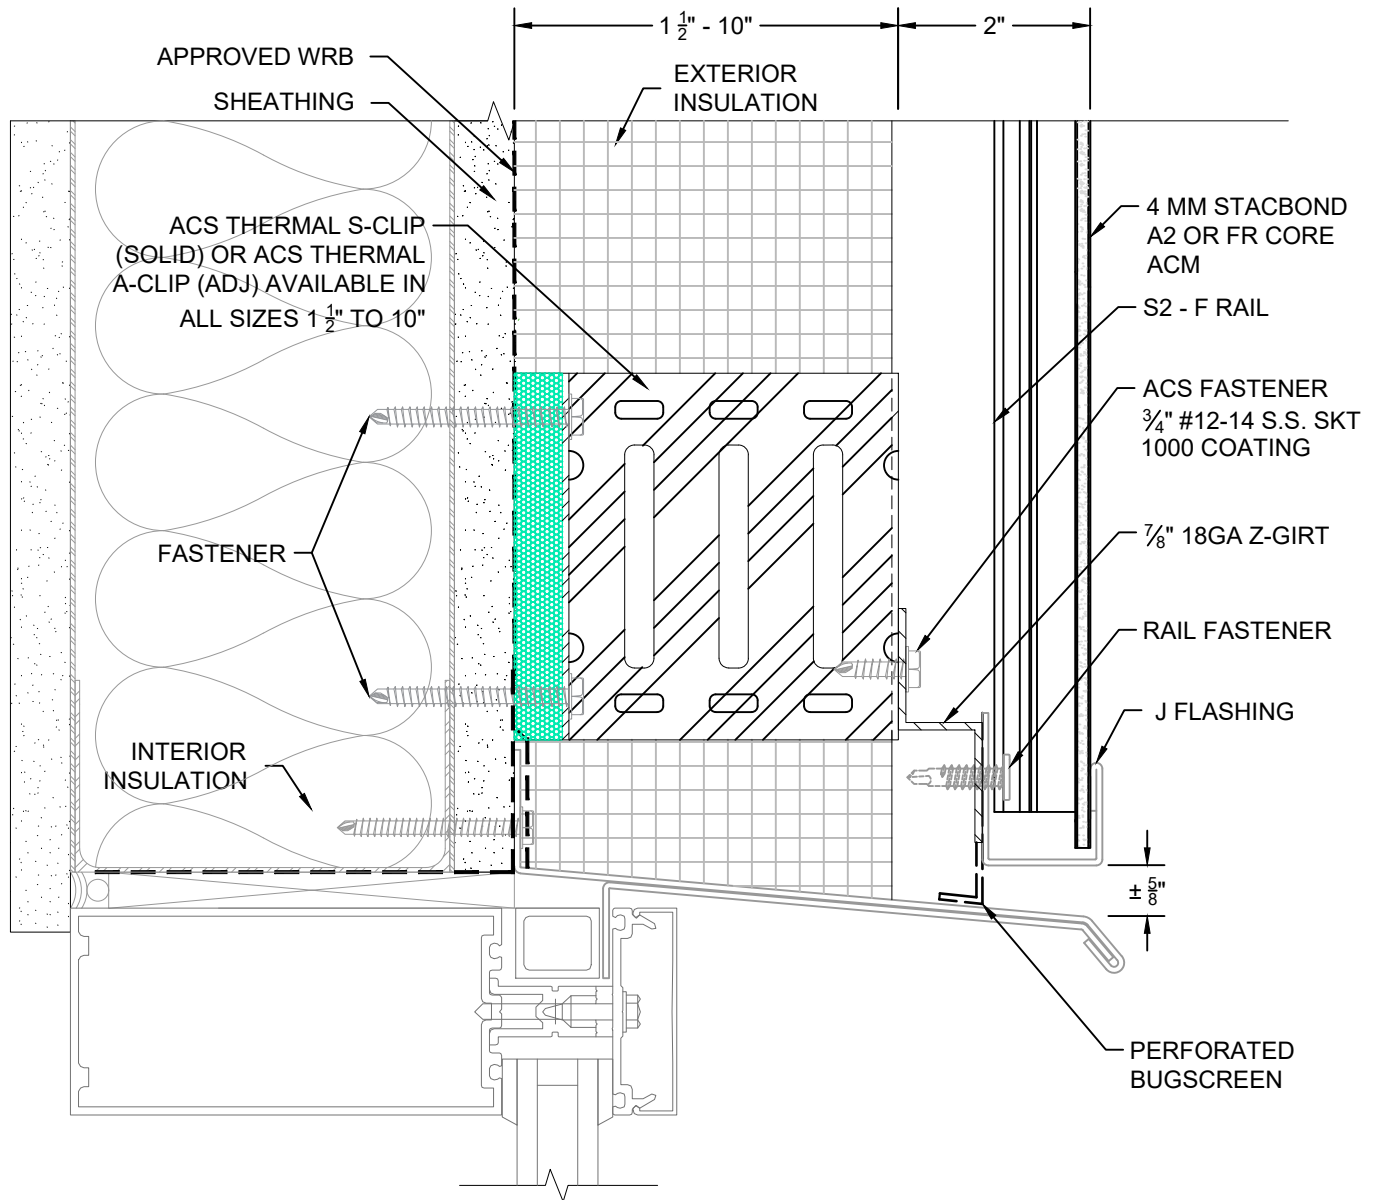 1 1/2" - 10"
2"
APPROVED WRB
SHEATHING
EXTERIOR
INSULATION
ACS THERMAL S-CLIP
(SOLID) OR ACS THERMAL
A-CLIP (ADJ) AVAILABLE IN
ALL SIZES 1 1/2" TO 10"
4 MM STACBOND
A2 OR FR CORE
ACM
S2 - F RAIL
ACS FASTENER
3/4" #12-14 S.S. SKT
1000 COATING
FASTENER
7/8" 18GA Z-GIRT
RAIL FASTENER
J FLASHING
INTERIOR
INSULATION
± 5/8"
PERFORATED
BUGSCREEN